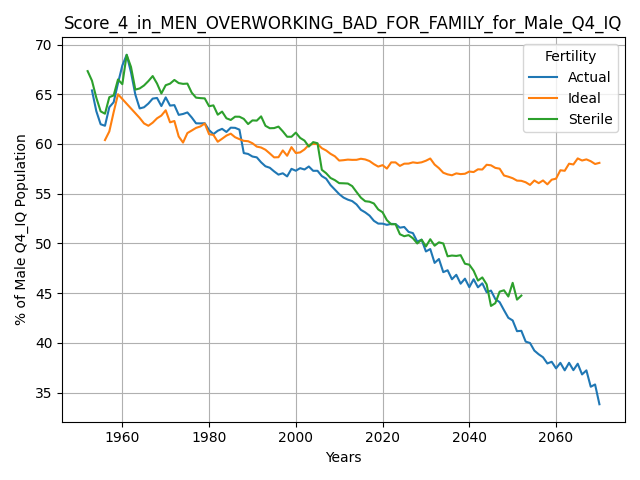 Score_4_in_MEN_OVERWORKING_BAD_FOR_FAMILY_for_Male_Q4_IQ
Fertility
Actual
Ideal
Sterile
% of Male Q4_IQ Population
70
65
60
55
50
45
40
35
1960
1980
2000
2020
2040
2060
Years